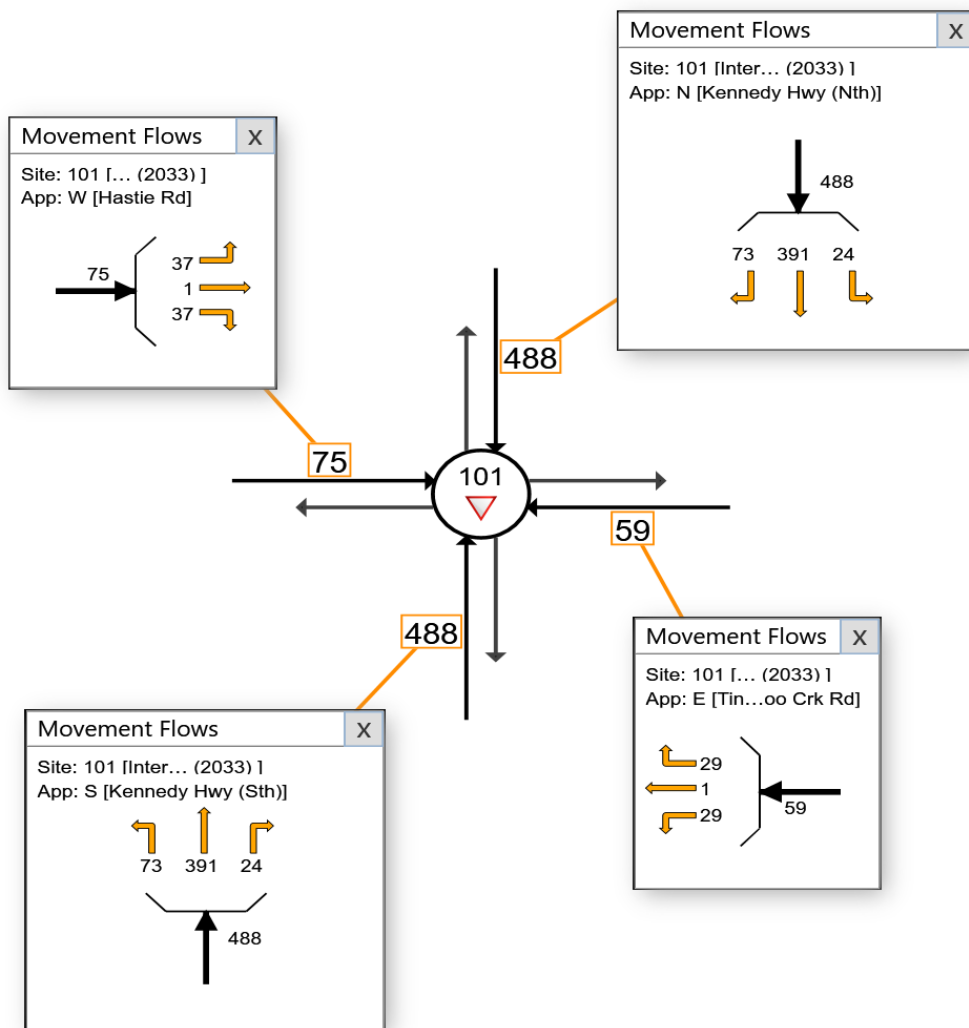 Movement Flows X
Site: 101 [Inter… (2033) ]
App: N [Kennedy Hwy (Nth)]
488
73 391 24
Movement Flows X
Site: 101 [… (2033) ]
App: W [Hastie Rd]
75
37
1
37
488
75
101
59
488
Movement Flows X
Site: 101 [… (2033) ]
App: E [Tin…oo Crk Rd]
29
1
29
59
Movement Flows X
Site: 101 [Inter… (2033) ]
App: S [Kennedy Hwy (Sth)]
73 391 24
488